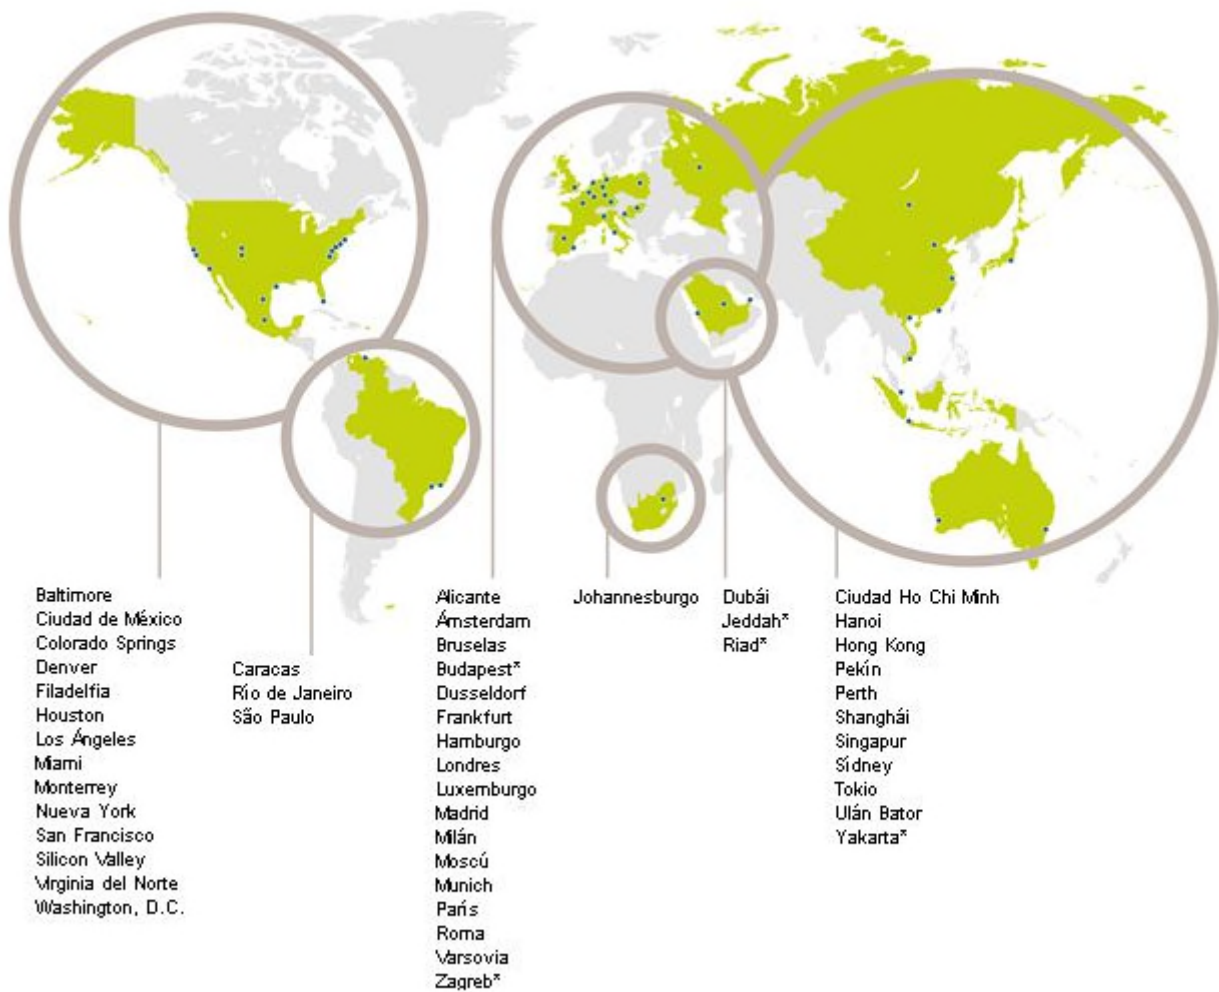 Baltimore
Ciudad de México
Colorado Springs
Denver
Filadelfia
Houston
Los Ángeles
Miami
Monterrey
Nueva York
San Francisco
Silicon Valley
Virginia del Norte
Washington, D.C.
Caracas
Río de Janeiro
São Paulo
Alicante
Ámsterdam
Bruselas
Budapest*
Dusseldorf
Frankfurt
Hamburgo
Londres
Luxemburgo
Madrid
Milán
Moscú
Munich
París
Roma
Varsovia
Zagreb*
Johannesburgo
Dubái
Jeddah*
Riad*
Ciudad Ho Chi Minh
Hanoi
Hong Kong
Pekín
Perth
Shanghái
Singapur
Sídney
Tokio
Ulán Bator
Yakarta*